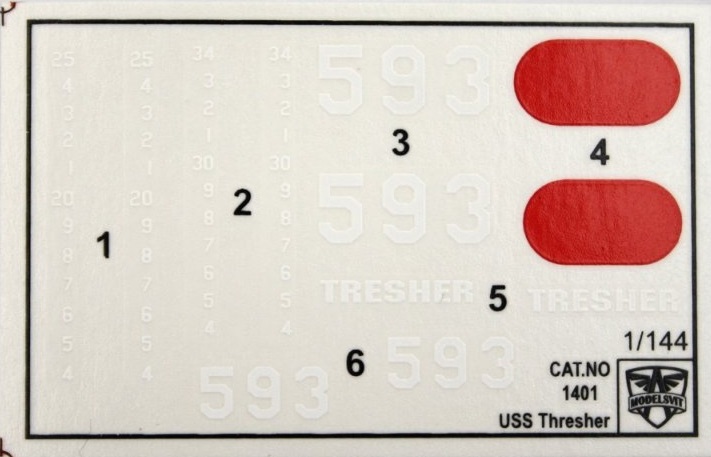 25 25 34 34
4 4 3 3
3 3 2 2
2 2 1 1
1 1 30 30
20 20 9 9
9 9 8 8
8 8 7 7
7 7 6 6
6 6 5 5
5 5 4 4
4 4
1
2
593
3
593
4
TRESHER
5
TRESHER
6
593
593
1/144
CAT.NO
1401
USS Thresher
MODELSVIT